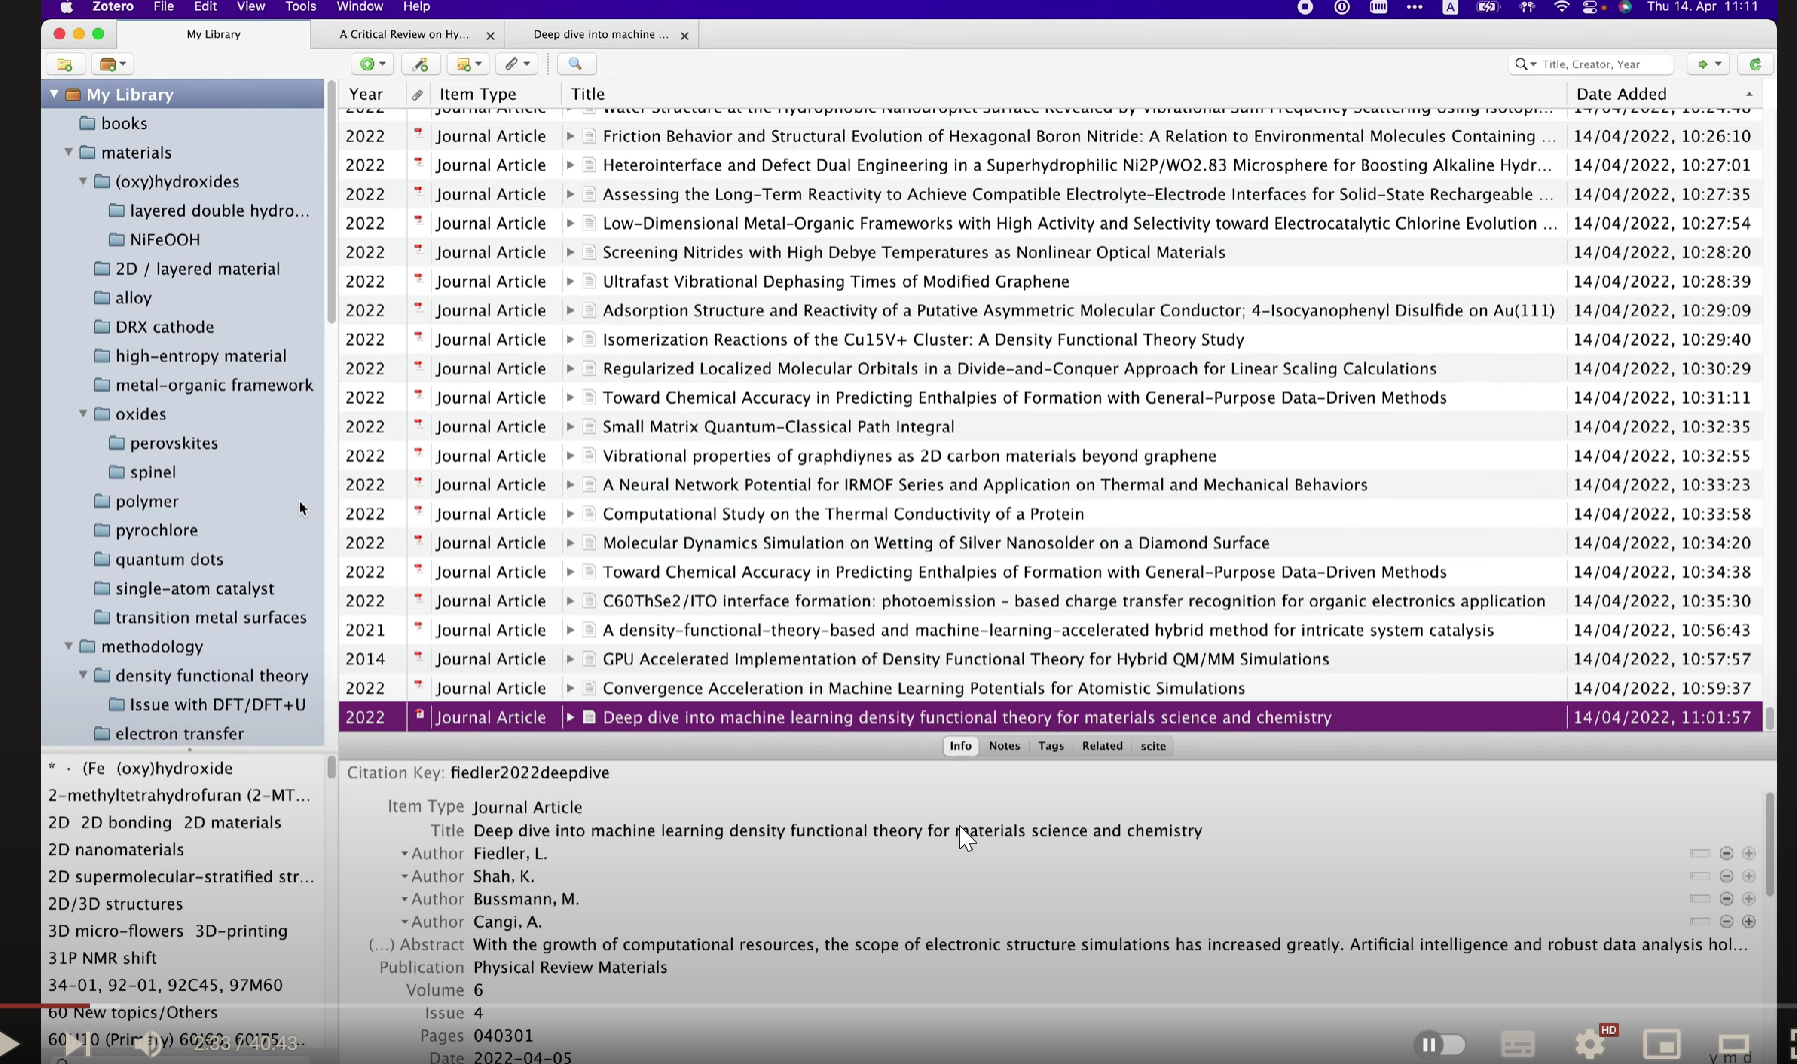 Zotero File Edit View Tools Window Help A Thu 14. Apr 11:11
My Library A Critical Review on Hy... Deep dive into machine ...
Title, Creator, Year
My Library
books
materials
(oxy)hydroxides
layered double hydro...
NiFeOOH
2D / layered material
alloy
DRX cathode
high-entropy material
metal-organic framework
oxides
perovskites
spinel
polymer
pyrochlore
quantum dots
single-atom catalyst
transition metal surfaces
methodology
density functional theory
Issue with DFT/DFT+U
electron transfer
* - (Fe (oxy)hydroxide
2-methyltetrahydrofuran (2-MT...
2D 2D bonding 2D materials
2D nanomaterials
2D supermolecular-stratified str...
2D/3D structures
3D micro-flowers 3D-printing
31P NMR shift
34-01, 92-01, 92C45, 97M60
60 New topics/Others
Year Item Type Title Date Added
2022 Journal Article Water Structure at the Hydrophobic Nanodroplet Surface Revealed by Vibrational Sum Frequency Scattering Using Isotopi... 14/04/2022, 10:24:48
2022 Journal Article Friction Behavior and Structural Evolution of Hexagonal Boron Nitride: A Relation to Environmental Molecules Containing ... 14/04/2022, 10:26:10
2022 Journal Article Heterointerface and Defect Dual Engineering in a Superhydrophilic Ni2P/WO2.83 Microsphere for Boosting Alkaline Hydr... 14/04/2022, 10:27:01
2022 Journal Article Assessing the Long-Term Reactivity to Achieve Compatible Electrolyte-Electrode Interfaces for Solid-State Rechargeable ... 14/04/2022, 10:27:35
2022 Journal Article Low-Dimensional Metal-Organic Frameworks with High Activity and Selectivity toward Electrocatalytic Chlorine Evolution ... 14/04/2022, 10:27:54
2022 Journal Article Screening Nitrides with High Debye Temperatures as Nonlinear Optical Materials 14/04/2022, 10:28:20
2022 Journal Article Ultrafast Vibrational Dephasing Times of Modified Graphene 14/04/2022, 10:28:39
2022 Journal Article Adsorption Structure and Reactivity of a Putative Asymmetric Molecular Conductor; 4-Isocyanophenyl Disulfide on Au(111) 14/04/2022, 10:29:09
2022 Journal Article Isomerization Reactions of the Cu15V+ Cluster: A Density Functional Theory Study 14/04/2022, 10:29:40
2022 Journal Article Regularized Localized Molecular Orbitals in a Divide-and-Conquer Approach for Linear Scaling Calculations 14/04/2022, 10:30:29
2022 Journal Article Toward Chemical Accuracy in Predicting Enthalpies of Formation with General-Purpose Data-Driven Methods 14/04/2022, 10:31:11
2022 Journal Article Small Matrix Quantum-Classical Path Integral 14/04/2022, 10:32:35
2022 Journal Article Vibrational properties of graphdiynes as 2D carbon materials beyond graphene 14/04/2022, 10:32:55
2022 Journal Article A Neural Network Potential for IRMOF Series and Application on Thermal and Mechanical Behaviors 14/04/2022, 10:33:23
2022 Journal Article Computational Study on the Thermal Conductivity of a Protein 14/04/2022, 10:33:58
2022 Journal Article Molecular Dynamics Simulation on Wetting of Silver Nanosolder on a Diamond Surface 14/04/2022, 10:34:20
2022 Journal Article Toward Chemical Accuracy in Predicting Enthalpies of Formation with General-Purpose Data-Driven Methods 14/04/2022, 10:34:38
2022 Journal Article C60ThSe2/ITO interface formation: photoemission - based charge transfer recognition for organic electronics application 14/04/2022, 10:35:30
2021 Journal Article A density-functional-theory-based and machine-learning-accelerated hybrid method for intricate system catalysis 14/04/2022, 10:56:43
2014 Journal Article GPU Accelerated Implementation of Density Functional Theory for Hybrid QM/MM Simulations 14/04/2022, 10:57:57
2022 Journal Article Convergence Acceleration in Machine Learning Potentials for Atomistic Simulations 14/04/2022, 10:59:37
2022 Journal Article Deep dive into machine learning density functional theory for materials science and chemistry 14/04/2022, 11:01:57
Info Notes Tags Related scite
Citation Key: fiedler2022deepdive
Item Type Journal Article
Title Deep dive into machine learning density functional theory for materials science and chemistry
Author Fiedler, L.
Author Shah, K.
Author Bussmann, M.
Author Cangi, A.
(...) Abstract With the growth of computational resources, the scope of electronic structure simulations has increased greatly. Artificial intelligence and robust data analysis hol...
Publication Physical Review Materials
Volume 6
Issue 4
Pages 040301
Date 2022-04-05
y m d
2:33 / 40:43
HD